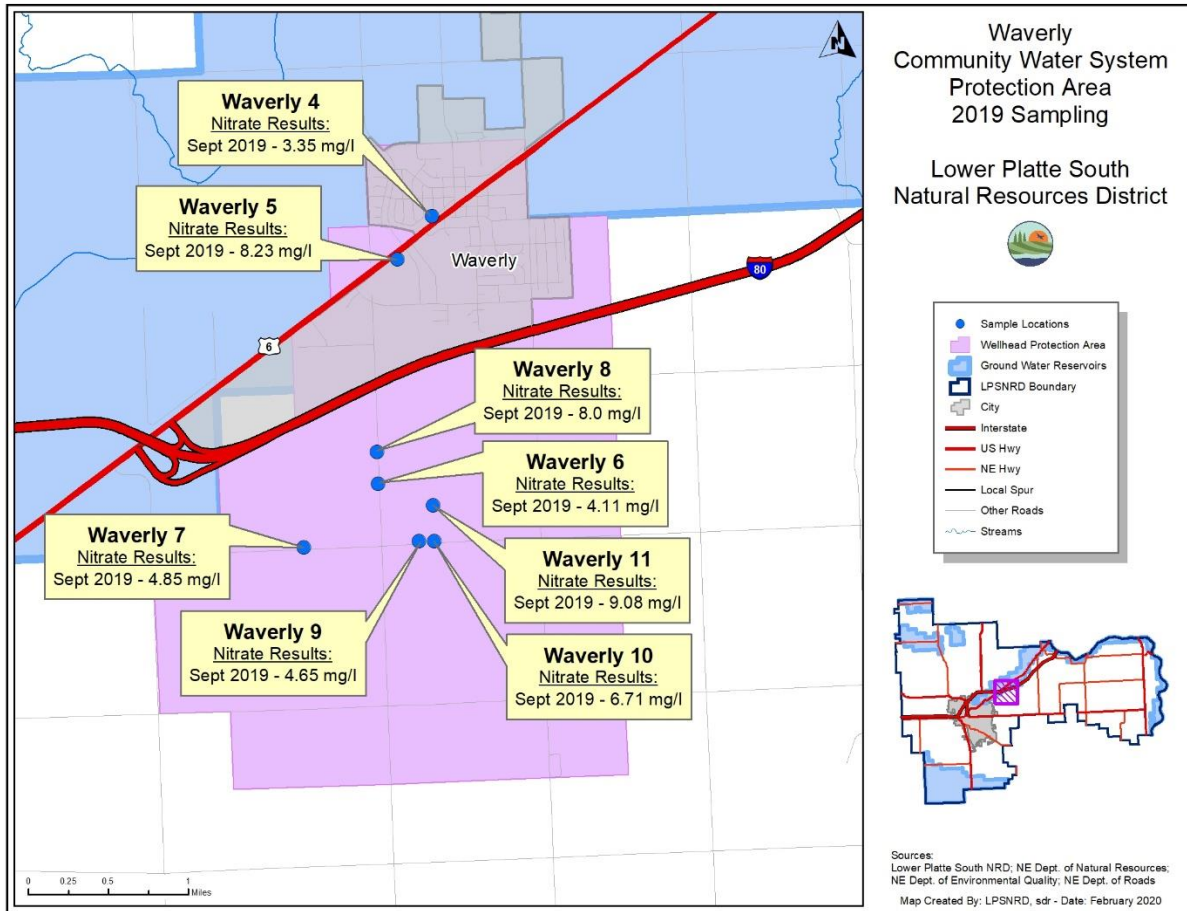 Waverly
Community Water System
Protection Area
2019 Sampling
Lower Platte South
Natural Resources District
N
Waverly 4
Nitrate Results:
Sept 2019 - 3.35 mg/l
Waverly 5
Nitrate Results:
Sept 2019 - 8.23 mg/l
Waverly
80
6
Waverly 8
Nitrate Results:
Sept 2019 - 8.0 mg/l
Waverly 6
Nitrate Results:
Sept 2019 - 4.11 mg/l
Waverly 7
Nitrate Results:
Sept 2019 - 4.85 mg/l
Waverly 11
Nitrate Results:
Sept 2019 - 9.08 mg/l
Waverly 9
Nitrate Results:
Sept 2019 - 4.65 mg/l
Waverly 10
Nitrate Results:
Sept 2019 - 6.71 mg/l
0 0.25 0.5 1
Miles
Sample Locations
Wellhead Protection Area
Ground Water Reservoirs
LPSNRD Boundary
City
Interstate
US Hwy
NE Hwy
Local Spur
Other Roads
Streams
Sources:
Lower Platte South NRD; NE Dept. of Natural Resources;
NE Dept. of Environmental Quality; NE Dept. of Roads
Map Created By: LPSNRD, sdr - Date: February 2020